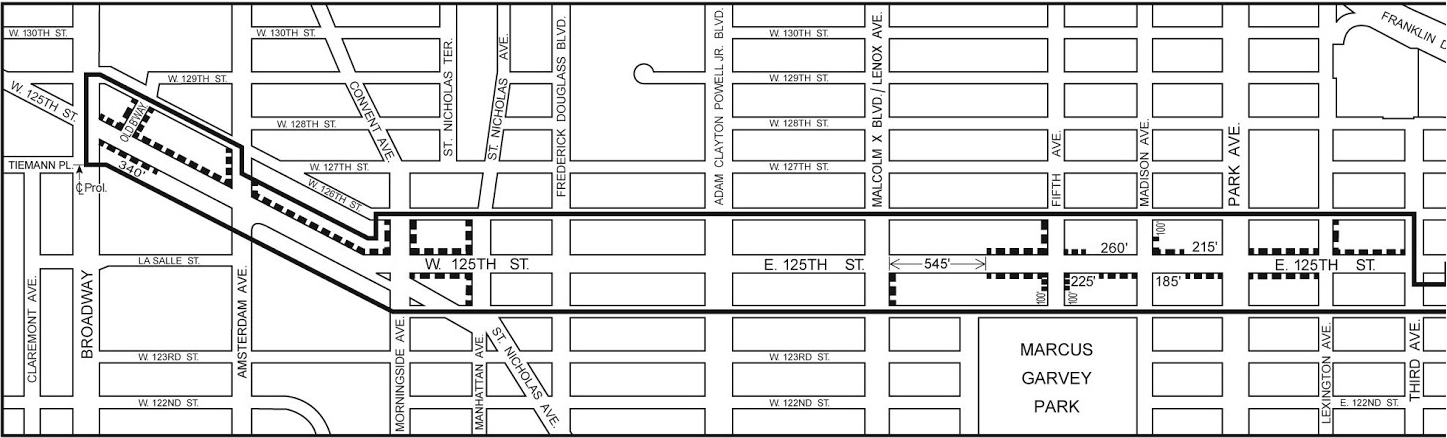 W. 130TH ST.
W. 130TH ST.
W. 130TH ST.
FRANKLIN D
W. 129TH ST.
W. 129TH ST.
W. 125TH ST.
OLD B'WAY
W. 128TH ST.
W. 128TH ST.
CONVENT AVE.
ST. NICHOLAS TER.
ST. NICHOLAS AVE.
FREDERICK DOUGLASS BLVD.
ADAM CLAYTON POWELL JR. BLVD.
MALCOLM X BLVD./LENOX AVE.
FIFTH AVE.
MADISON AVE.
PARK AVE.
TIEMANN PL.
340'
W. 127TH ST.
W. 127TH ST.
W. 126TH ST.
℄ Prol.
100'
260'
215'
LA SALLE ST.
W. 125TH ST.
E. 125TH ST.
545'
E. 125TH ST.
225'
185'
100'
100'
CLAREMONT AVE.
BROADWAY
AMSTERDAM AVE.
MORNINGSIDE AVE.
MANHATTAN AVE.
ST. NICHOLAS AVE.
LEXINGTON AVE.
THIRD AVE.
W. 123RD ST.
W. 123RD ST.
MARCUS
GARVEY
PARK
W. 122ND ST.
W. 122ND ST.
E. 122ND ST.